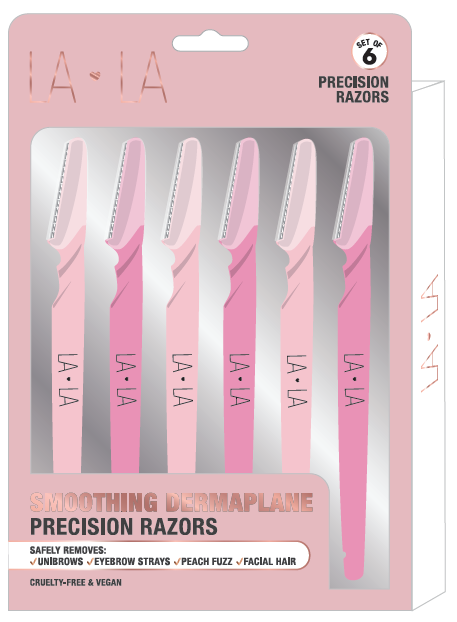 LA • LA
SET OF
6
PRECISION
RAZORS
LA • LA
LA • LA
LA • LA
LA • LA
LA • LA
LA • LA
LA • LA
SMOOTHING DERMAPLANE
PRECISION RAZORS
SAFELY REMOVES:
✓UNIBROWS ✓EYEBROW STRAYS ✓PEACH FUZZ ✓FACIAL HAIR
CRUELTY-FREE & VEGAN